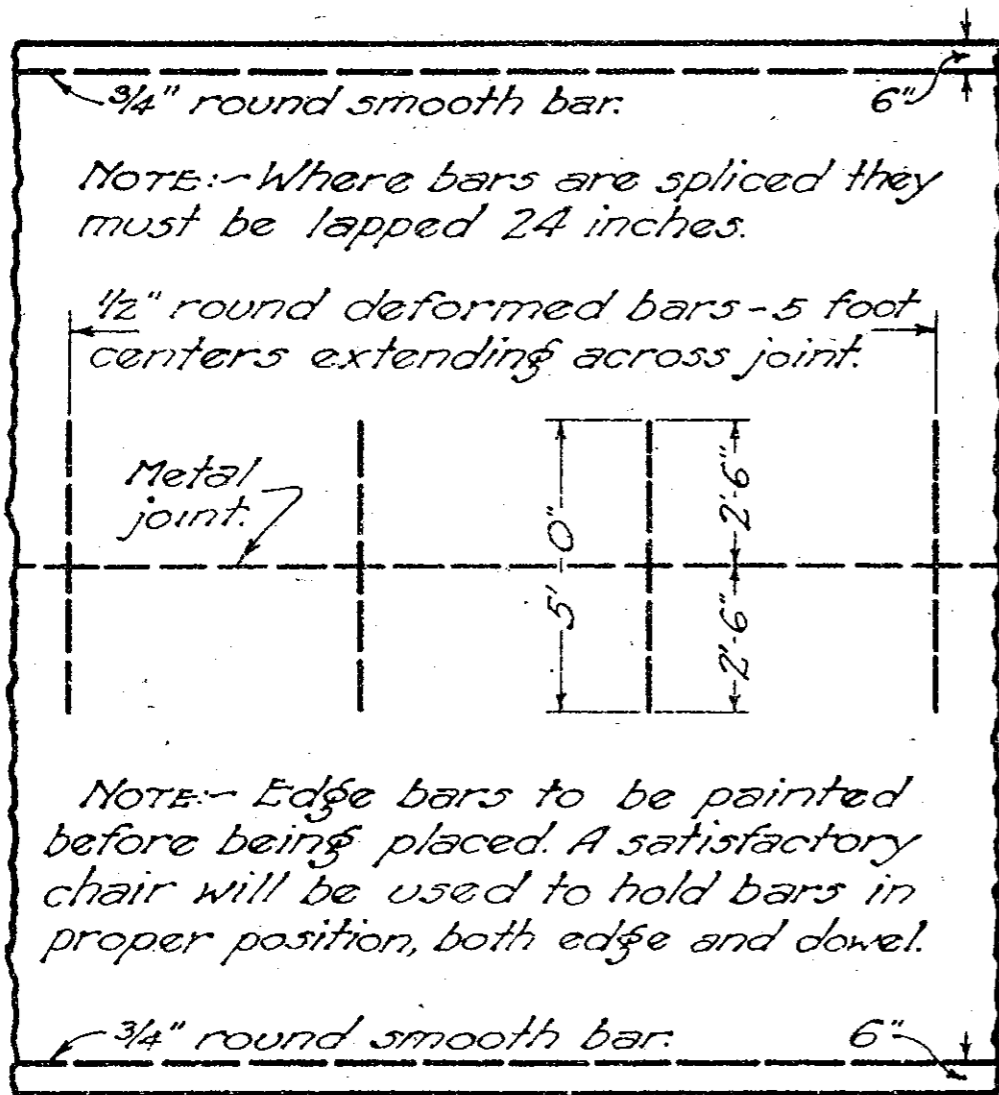 3/4" round smooth bar.
6"
NOTE:- Where bars are spliced they
must be lapped 24 inches.
1/2" round deformed bars - 5 foot
centers extending across joint.
Metal
joint.
5'-0"
2'-6"
2'-6"
NOTE:- Edge bars to be painted
before being placed. A satisfactory
chair will be used to hold bars in
proper position, both edge and dowel.
3/4" round smooth bar.
6"